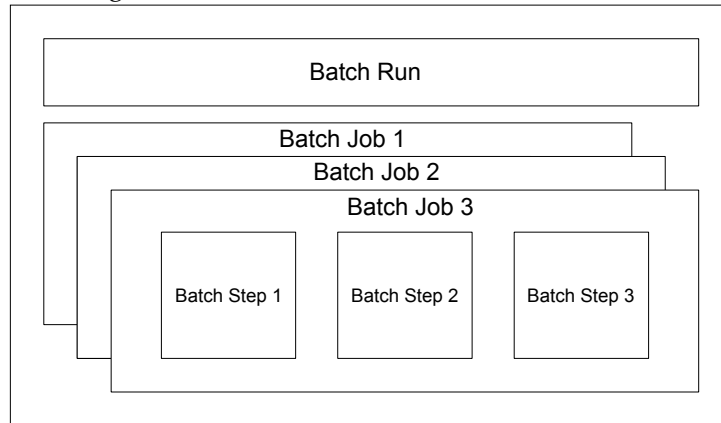 Batch Run
Batch Job 1
Batch Job 2
Batch Job 3
Batch Step 1
Batch Step 2
Batch Step 3